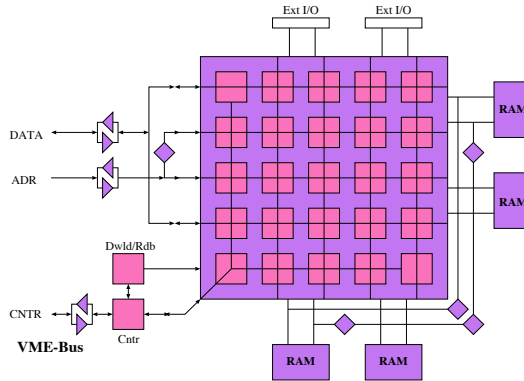 Ext I/O
Ext I/O
RAM
DATA
ADR
RAM
Dwld/Rdb
CNTR
VME-Bus
Cntr
RAM
RAM